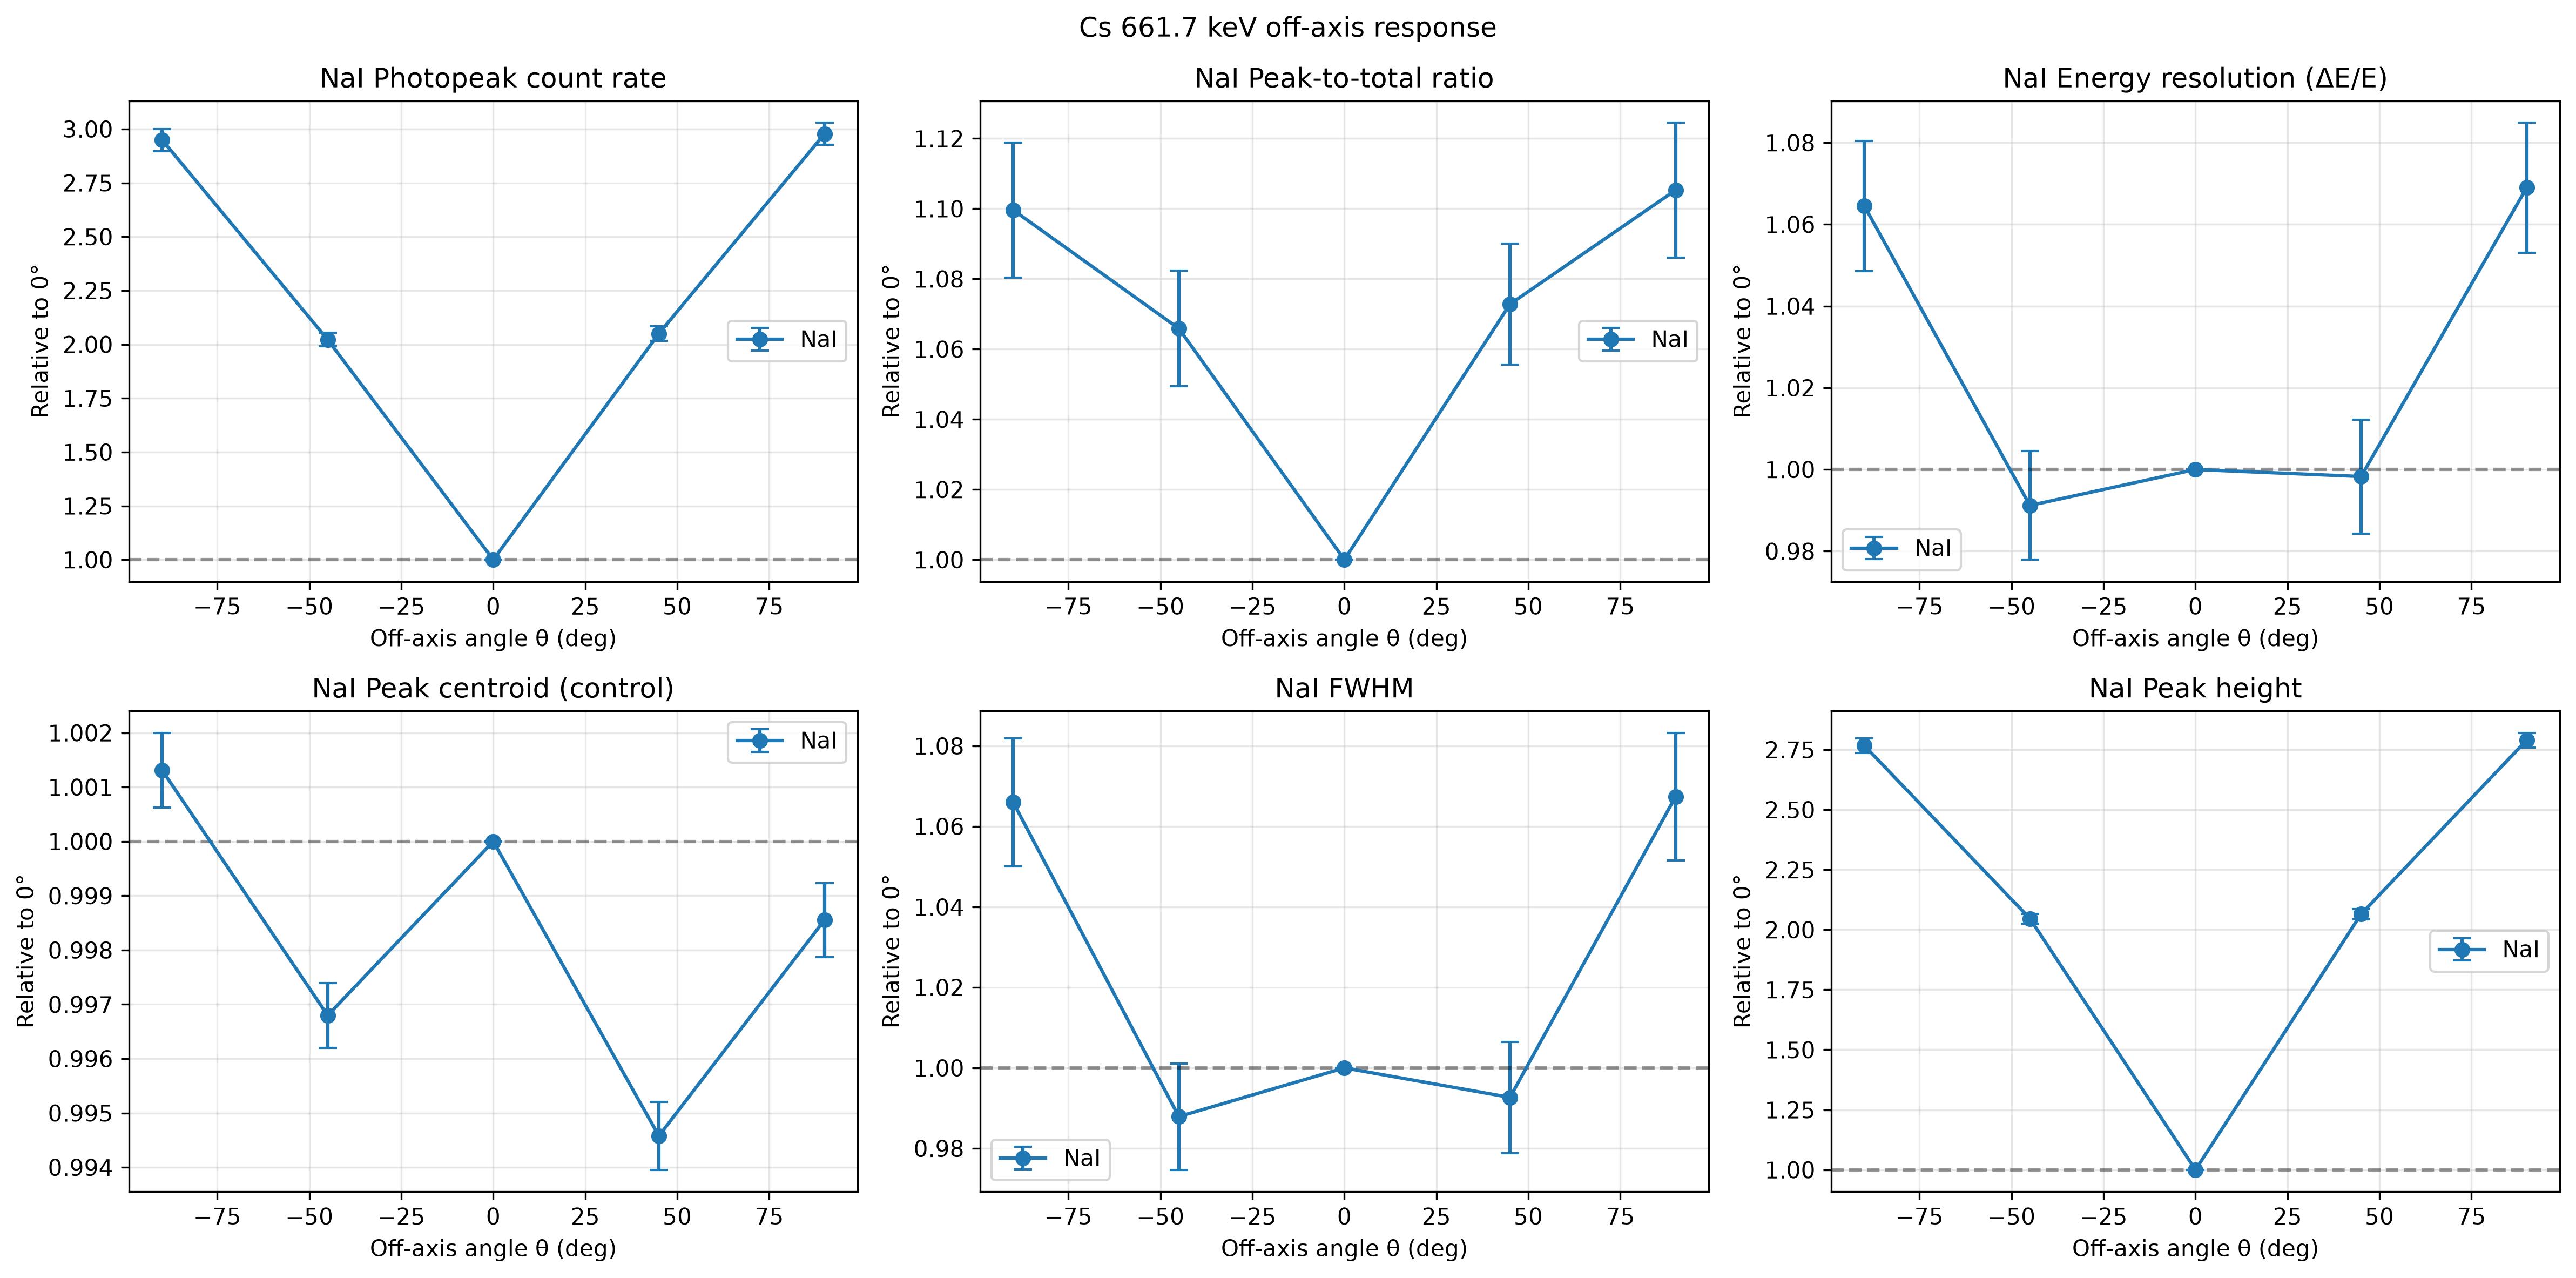 Cs 661.7 keV off-axis response
NaI Photopeak count rate
Relative to 0°
3.00
2.75
2.50
2.25
2.00
1.75
1.50
1.25
1.00
NaI
−75 −50 −25 0 25 50 75
Off-axis angle θ (deg)
NaI Peak-to-total ratio
Relative to 0°
1.12
1.10
1.08
1.06
1.04
1.02
1.00
NaI
−75 −50 −25 0 25 50 75
Off-axis angle θ (deg)
NaI Energy resolution (ΔE/E)
Relative to 0°
1.08
1.06
1.04
1.02
1.00
0.98
NaI
−75 −50 −25 0 25 50 75
Off-axis angle θ (deg)
NaI Peak centroid (control)
Relative to 0°
1.002
1.001
1.000
0.999
0.998
0.997
0.996
0.995
0.994
NaI
−75 −50 −25 0 25 50 75
Off-axis angle θ (deg)
NaI FWHM
Relative to 0°
1.08
1.06
1.04
1.02
1.00
0.98
NaI
−75 −50 −25 0 25 50 75
Off-axis angle θ (deg)
NaI Peak height
Relative to 0°
2.75
2.50
2.25
2.00
1.75
1.50
1.25
1.00
NaI
−75 −50 −25 0 25 50 75
Off-axis angle θ (deg)